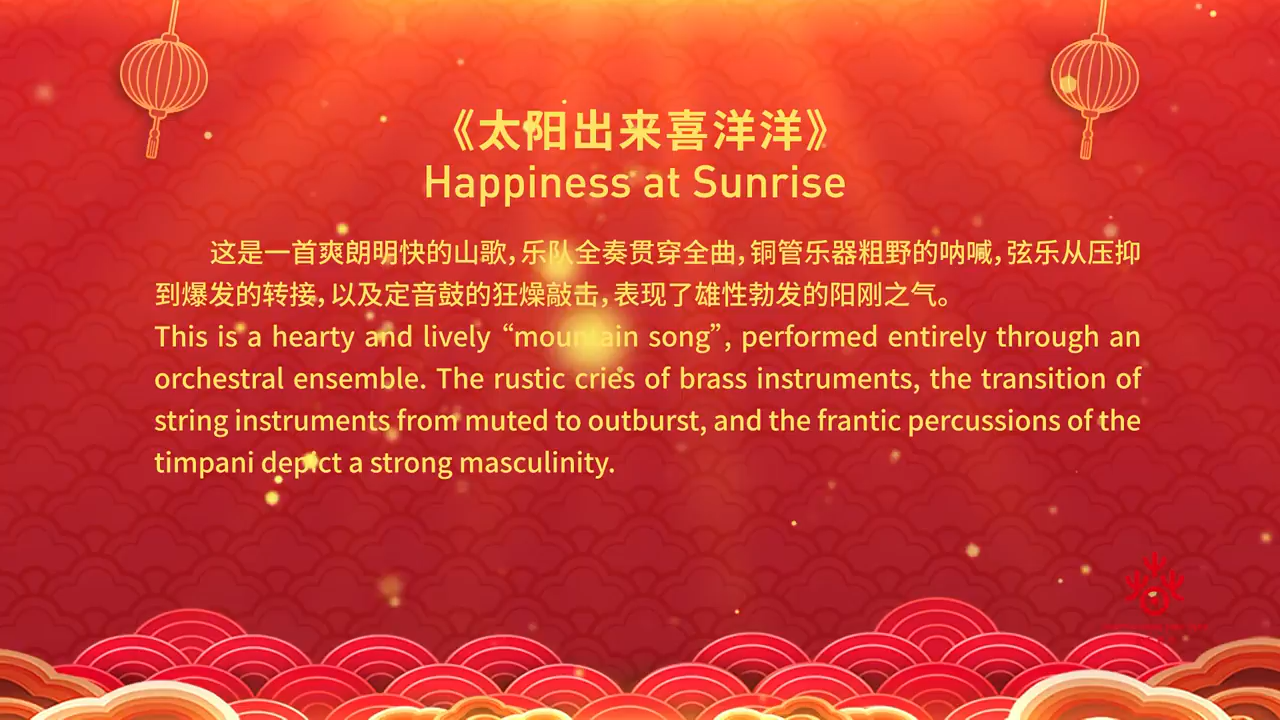 《太阳出来喜洋洋》
Happiness at Sunrise
这是一首爽朗明快的山歌,乐队全奏贯穿全曲,铜管乐器粗野的呐喊,弦乐从压抑
到爆发的转接,以及定音鼓的狂燥敲击,表现了雄性勃发的阳刚之气。
This is a hearty and lively “mountain song”, performed entirely through an
orchestral ensemble. The rustic cries of brass instruments, the transition of
string instruments from muted to outburst, and the frantic percussions of the
timpani depict a strong masculinity.